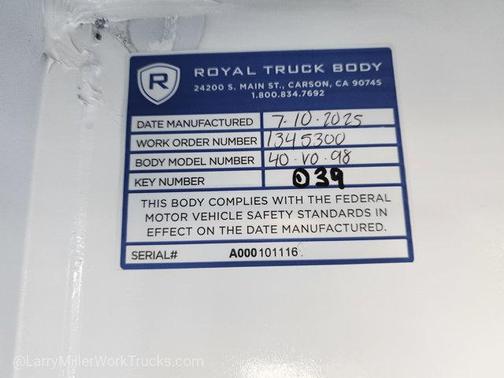 R ROYAL TRUCK BODY
24200 S. MAIN ST., CARSON, CA 90745
1.800.834.7692
DATE MANUFACTURED 7.10.2025
WORK ORDER NUMBER 1345300
BODY MODEL NUMBER 40.VO.98
KEY NUMBER 039
THIS BODY COMPLIES WITH THE FEDERAL
MOTOR VEHICLE SAFETY STANDARDS IN
EFFECT ON THE DATE MANUFACTURED.
SERIAL# A000101116
©LarryMillerWorkTrucks.com